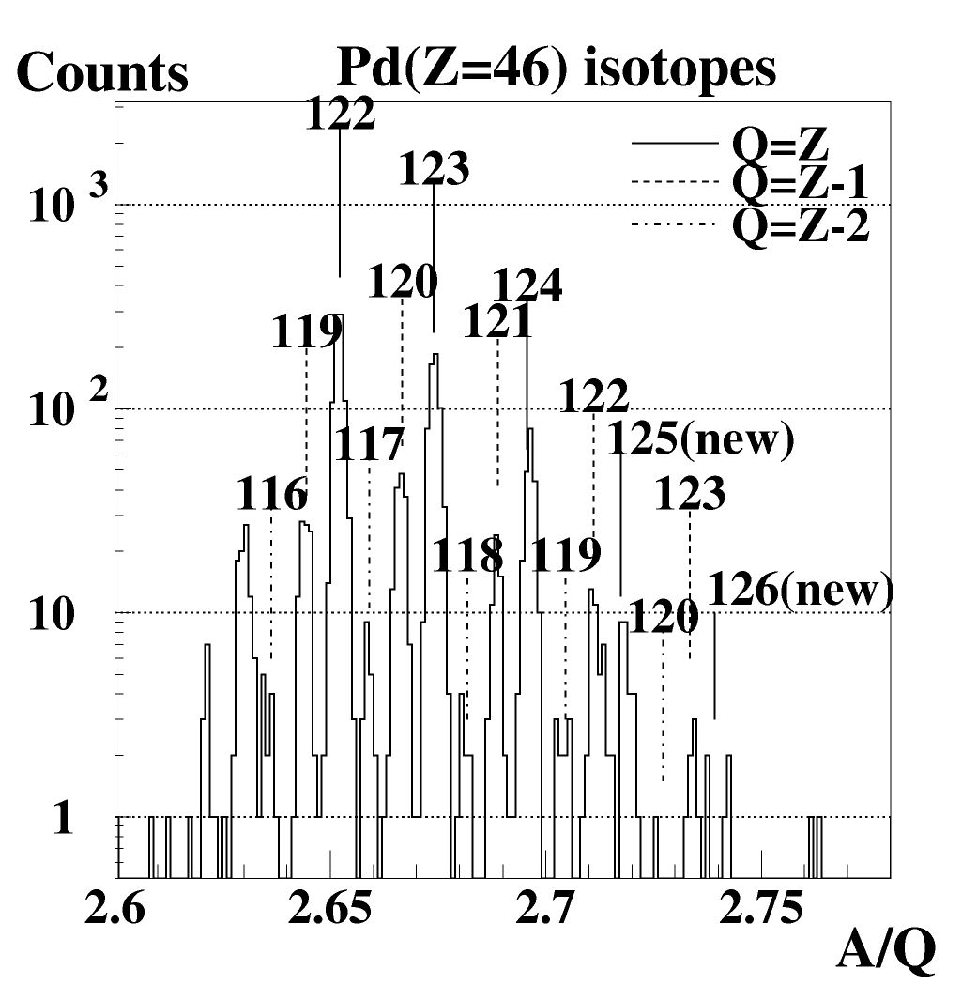 Counts
Pd(Z=46) isotopes
122
Q=Z
123
Q=Z-1
10 3
Q=Z-2
120
124
119
121
10 2
122
117
125(new)
116
123
118
119
126(new)
10
120
1
2.6
2.65
2.7
2.75
A/Q